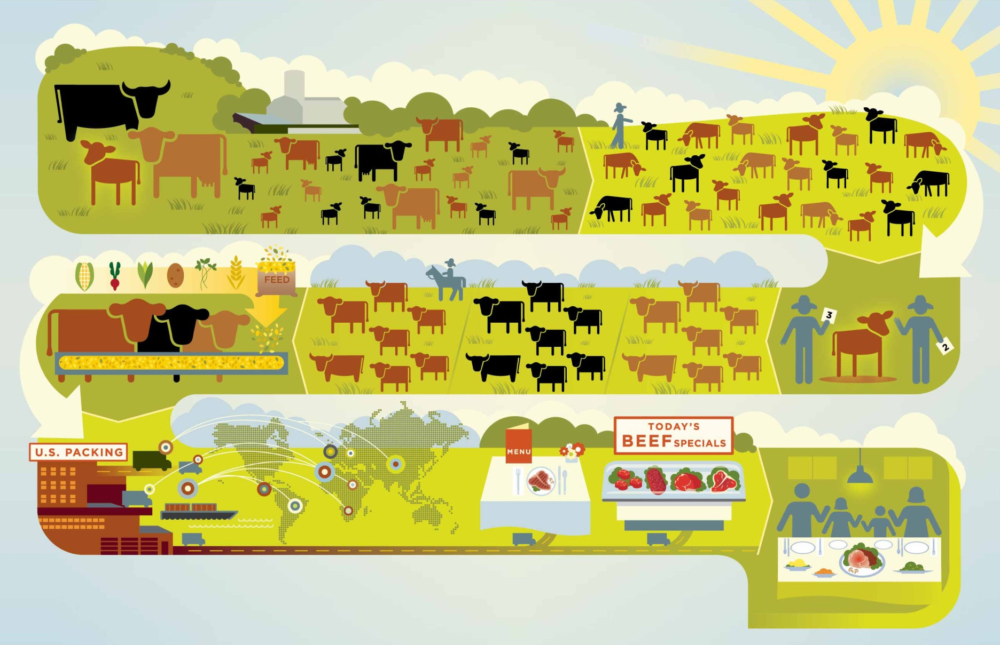 FEED
3
2
U.S. PACKING
MENU
TODAY'S
BEEF SPECIALS